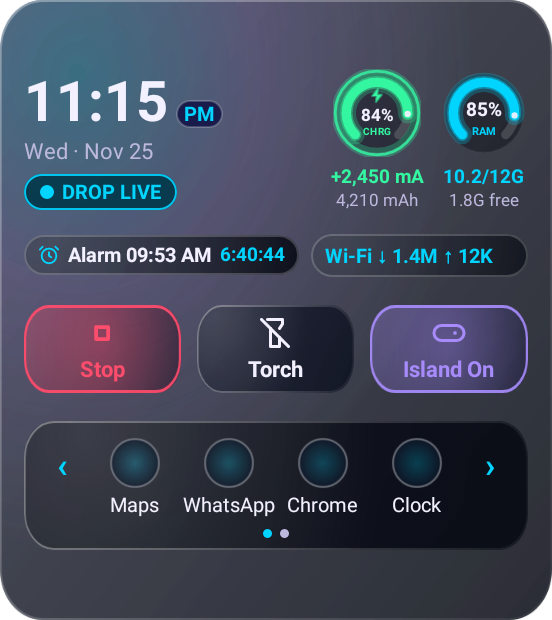 11:15 PM
Wed · Nov 25
DROP LIVE
84%
CHRG
+2,450 mA
4,210 mAh
85%
RAM
10.2/12G
1.8G free
Alarm 09:53 AM 6:40:44
Wi-Fi ↓ 1.4M ↑ 12K
Stop
Torch
Island On
‹ ›
Maps WhatsApp Chrome Clock